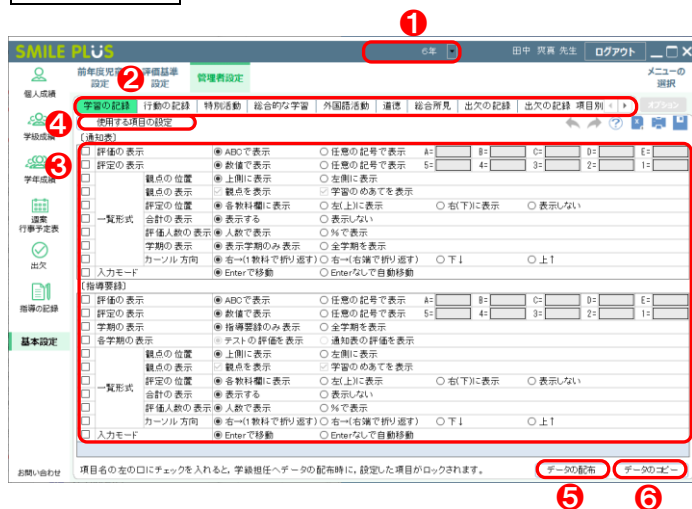 ❶
SMILE PLUS 6年 田中 爽真 先生 ログアウト
個人成績
前年度児童 設定
❷
評価基準 設定
管理者設定
メニューの 選択
学習の記録 行動の記録 特別活動 総合的な学習 外国語活動 道徳 総合所見 出欠の記録 出欠の記録 項目別 オプション
❹ 使用する項目の設定
学級成績
❸
学年成績
週案 行事予定表
出欠
指導の記録
基本設定
お問い合わせ
〔通知表〕
評価の表示 ABCで表示 任意の記号で表示 A= B= C= D= E=
評定の表示 数値で表示 任意の記号で表示 5= 4= 3= 2= 1=
観点の位置 上側に表示 左側に表示
観点の表示 観点を表示 学習のめあてを表示
評定の位置 各教科欄に表示 左(上)に表示 右(下)に表示 表示しない
一覧形式 合計の表示 表示する 表示しない
評価人数の表示 人数で表示 %で表示
学期の表示 表示学期のみ表示 全学期を表示
カーソル方向 右→(1教科で折り返す) 右→(右端で折り返す) 下↓ 上↑
入力モード Enterで移動 Enterなしで自動移動
〔指導要録〕
評価の表示 ABCで表示 任意の記号で表示 A= B= C= D= E=
評定の表示 数値で表示 任意の記号で表示 5= 4= 3= 2= 1=
学期の表示 指導要録のみ表示 全学期を表示
各学期の表示 テストの評価を表示 通知表の評価を表示
観点の位置 上側に表示 左側に表示
観点の表示 観点を表示 学習のめあてを表示
一覧形式 評定の位置 各教科欄に表示 左(上)に表示 右(下)に表示 表示しない
合計の表示 表示する 表示しない
評価人数の表示 人数で表示 %で表示
カーソル方向 右→(1教科で折り返す) 右→(右端で折り返す) 下↓ 上↑
入力モード Enterで移動 Enterなしで自動移動
項目名の左の口にチェックを入れると、学級担任へデータの配布時に、設定した項目がロックされます。 データの配布 データのコピー
❺ ❻